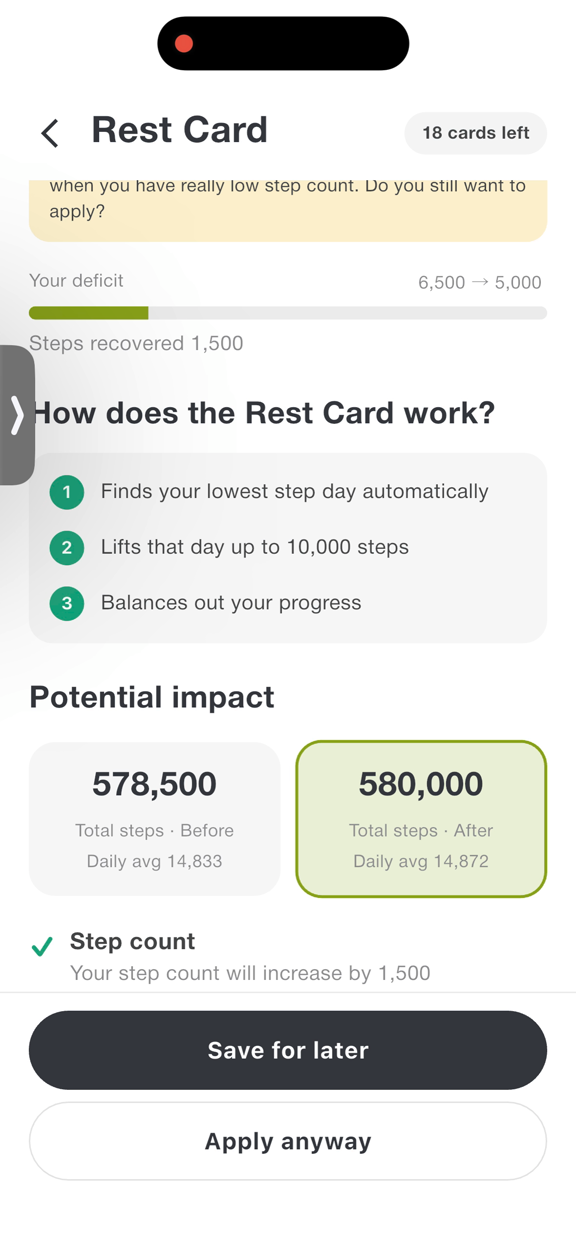 Rest Card
18 cards left
when you have really low step count. Do you still want to
apply?
Your deficit
6,500 → 5,000
Steps recovered 1,500
How does the Rest Card work?
1 Finds your lowest step day automatically
2 Lifts that day up to 10,000 steps
3 Balances out your progress
Potential impact
578,500
Total steps · Before
Daily avg 14,833
580,000
Total steps · After
Daily avg 14,872
Step count
Your step count will increase by 1,500
Save for later
Apply anyway